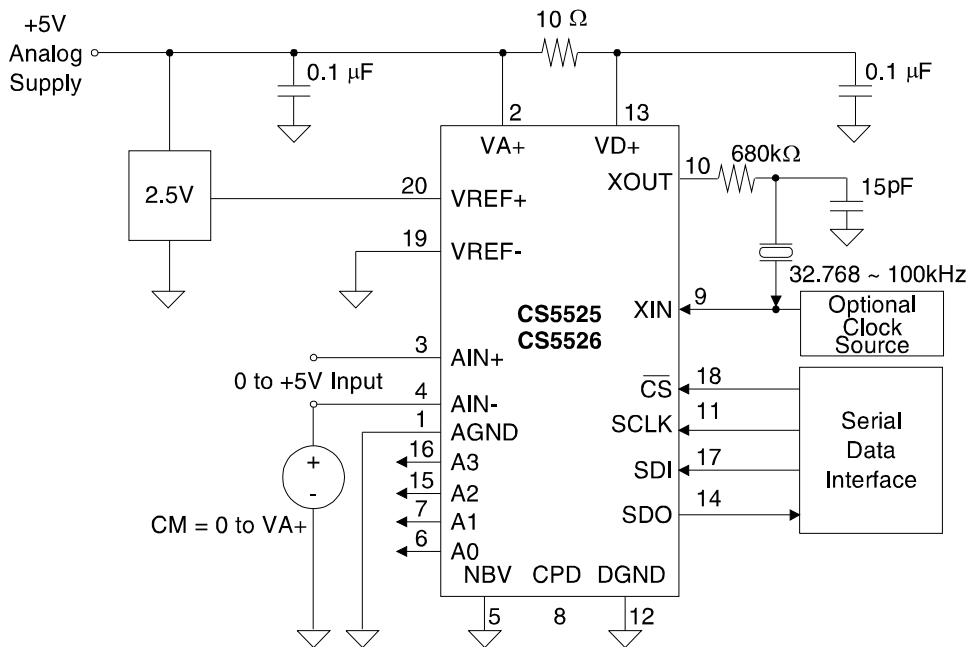 +5V
Analog
Supply
10 Ω
0.1 μF
0.1 μF
2
13
VA+
VD+
680kΩ
10
XOUT
15pF
2.5V
20
VREF+
19
VREF-
32.768 ~ 100kHz
9
XIN
Optional
Clock
Source
CS5525
CS5526
3
AIN+
0 to +5V Input
4
AIN-
1
AGND
16
A3
15
A2
7
A1
6
A0
+
-
CM = 0 to VA+
18
CS
11
SCLK
17
SDI
14
SDO
Serial
Data
Interface
NBV
CPD
DGND
5
8
12